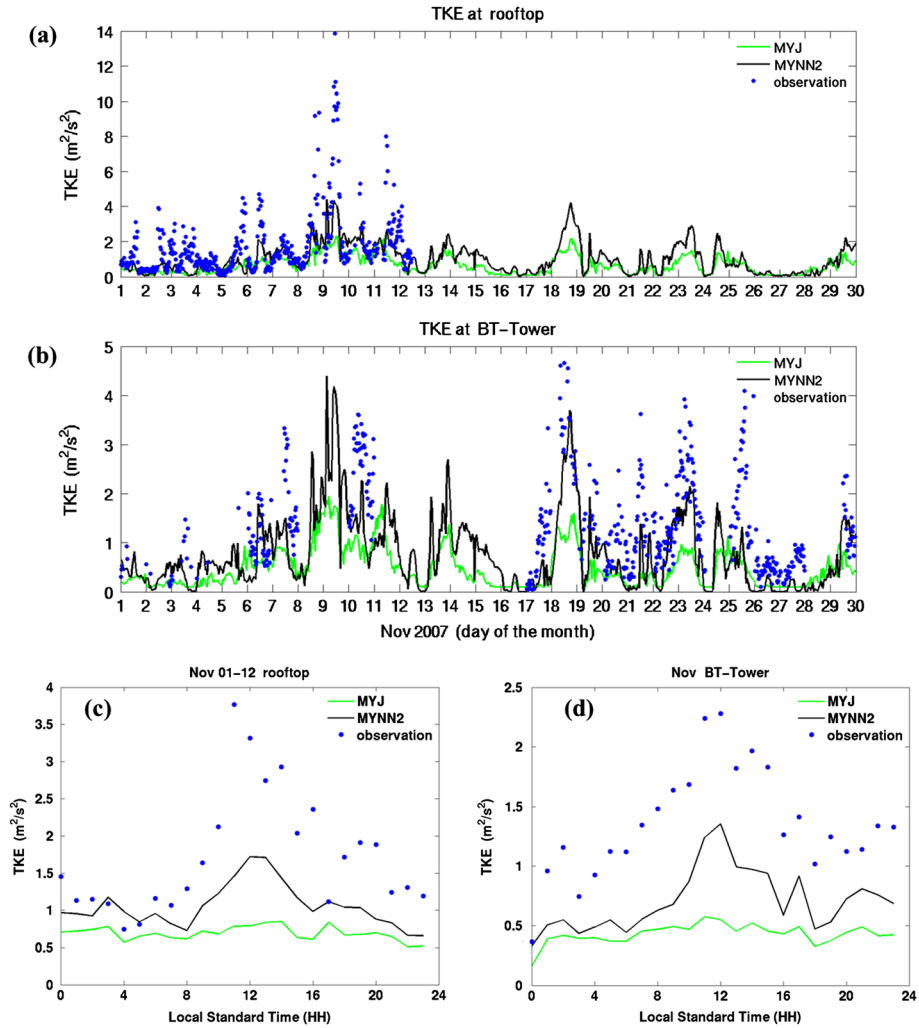 TKE at rooftop
(a)
14
12
10
8
6
4
2
0
TKE (m²/s²)
MYJ
MYNN2
observation
1 2 3 4 5 6 7 8 9 10 11 12 13 14 15 16 17 18 19 20 21 22 23 24 25 26 27 28 29 30
TKE at BT-Tower
(b)
5
4
3
2
1
0
TKE (m²/s²)
MYJ
MYNN2
observation
1 2 3 4 5 6 7 8 9 10 11 12 13 14 15 16 17 18 19 20 21 22 23 24 25 26 27 28 29 30
Nov 2007 (day of the month)
Nov 01-12 rooftop
(c)
4
3.5
3
2.5
2
1.5
1
0.5
0
TKE (m²/s²)
MYJ
MYNN2
observation
0 4 8 12 16 20 24
Local Standard Time (HH)
Nov BT-Tower
(d)
2.5
2
1.5
1
0.5
0
TKE (m²/s²)
MYJ
MYNN2
observation
0 4 8 12 16 20 24
Local Standard Time (HH)